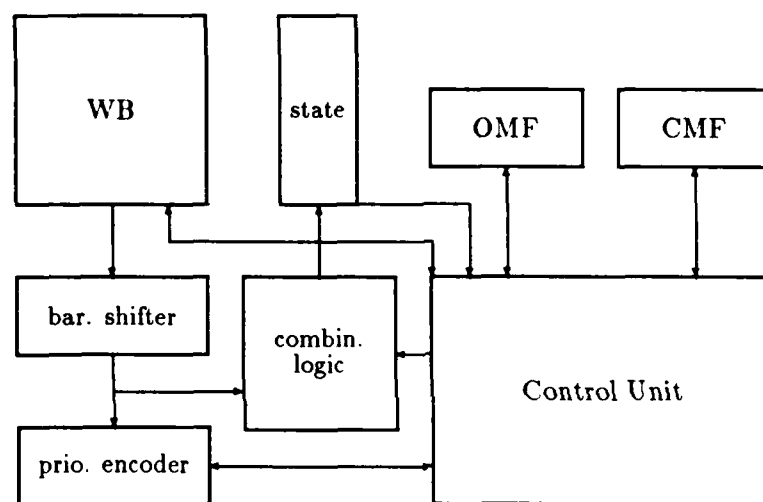 WB
state
OMF
CMF
bar. shifter
combin.
logic
Control Unit
prio. encoder